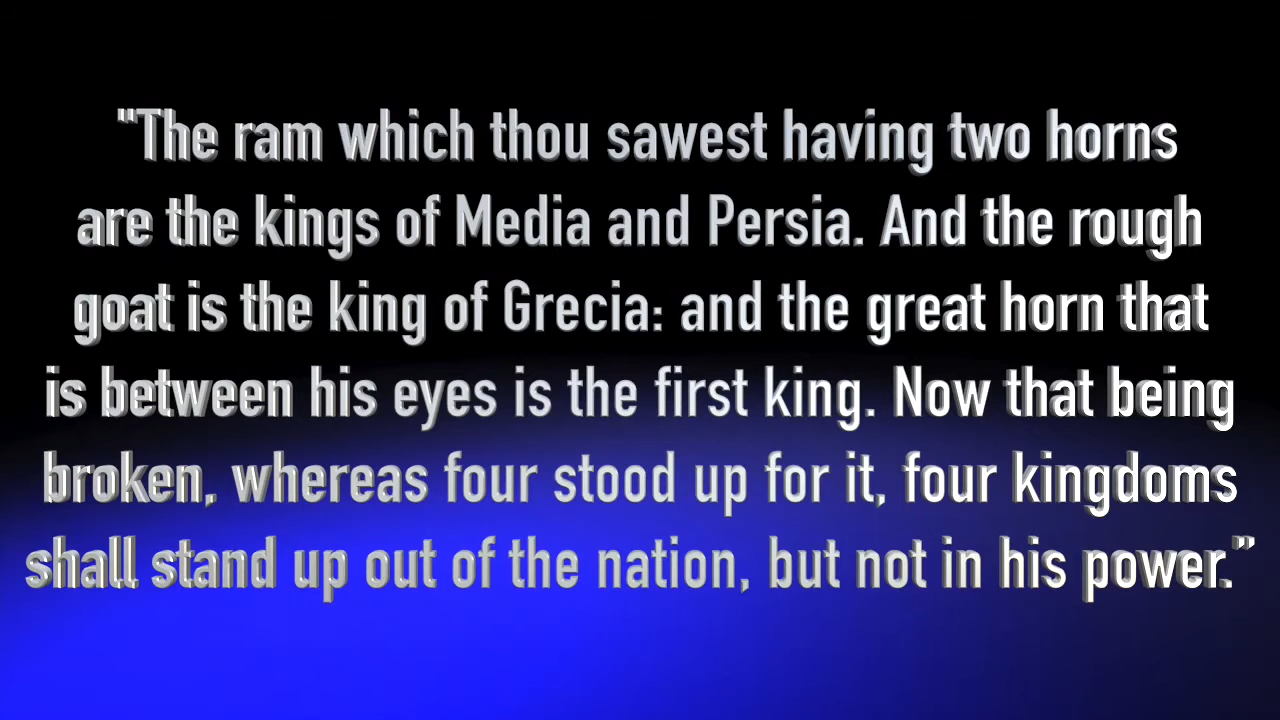 "The ram which thou sawest having two horns
are the kings of Media and Persia. And the rough
goat is the king of Grecia: and the great horn that
is between his eyes is the first king. Now that being
broken, whereas four stood up for it, four kingdoms
shall stand up out of the nation, but not in his power.”